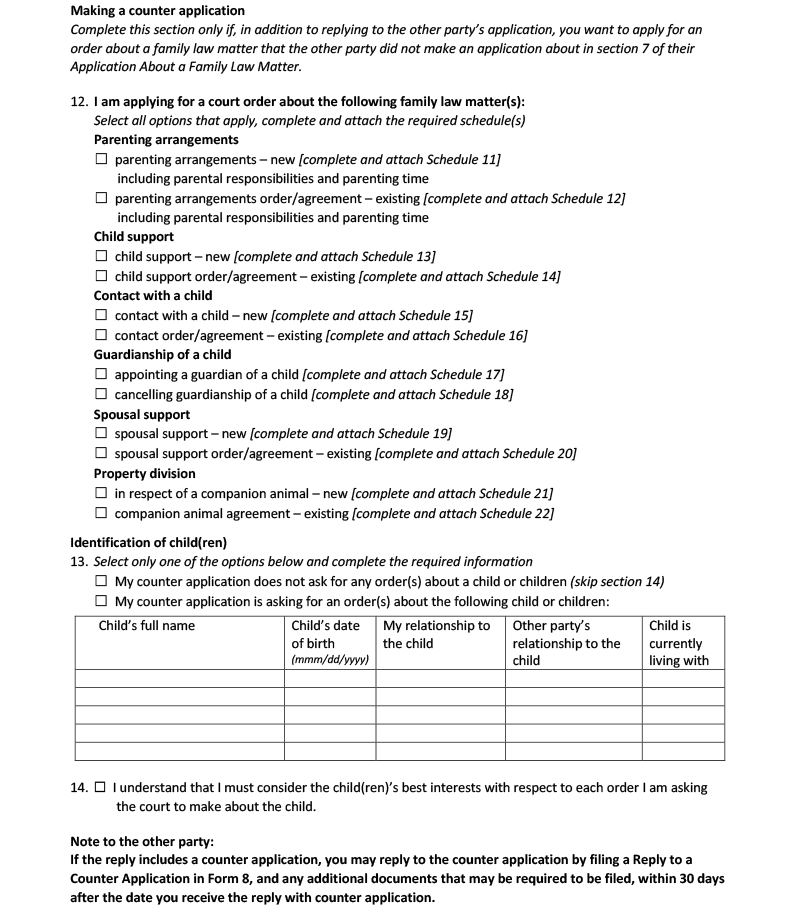 Making a counter application
Complete this section only if, in addition to replying to the other party's application, you want to apply for an
order about a family law matter that the other party did not make an application about in section 7 of their
Application About a Family Law Matter.
12. I am applying for a court order about the following family law matter(s):
Select all options that apply, complete and attach the required schedule(s)
Parenting arrangements
☐ parenting arrangements – new [complete and attach Schedule 11]
including parental responsibilities and parenting time
☐ parenting arrangements order/agreement – existing [complete and attach Schedule 12]
including parental responsibilities and parenting time
Child support
☐ child support – new [complete and attach Schedule 13]
☐ child support order/agreement – existing [complete and attach Schedule 14]
Contact with a child
☐ contact with a child – new [complete and attach Schedule 15]
☐ contact order/agreement – existing [complete and attach Schedule 16]
Guardianship of a child
☐ appointing a guardian of a child [complete and attach Schedule 17]
☐ cancelling guardianship of a child [complete and attach Schedule 18]
Spousal support
☐ spousal support – new [complete and attach Schedule 19]
☐ spousal support order/agreement – existing [complete and attach Schedule 20]
Property division
☐ in respect of a companion animal – new [complete and attach Schedule 21]
☐ companion animal agreement – existing [complete and attach Schedule 22]
Identification of child(ren)
13. Select only one of the options below and complete the required information
☐ My counter application does not ask for any order(s) about a child or children (skip section 14)
☐ My counter application is asking for an order(s) about the following child or children:
Child's full name
Child's date
of birth
(mmm/dd/yyyy)
My relationship to
the child
Other party's
relationship to the
child
Child is
currently
living with
14. ☐ I understand that I must consider the child(ren)'s best interests with respect to each order I am asking
the court to make about the child.
Note to the other party:
If the reply includes a counter application, you may reply to the counter application by filing a Reply to a
Counter Application in Form 8, and any additional documents that may be required to be filed, within 30 days
after the date you receive the reply with counter application.